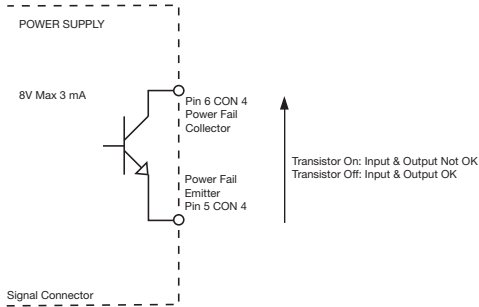 POWER SUPPLY
8V Max 3 mA
Pin 6 CON 4
Power Fail
Collector
Transistor On: Input & Output Not OK
Transistor Off: Input & Output OK
Power Fail
Emitter
Pin 5 CON 4
Signal Connector